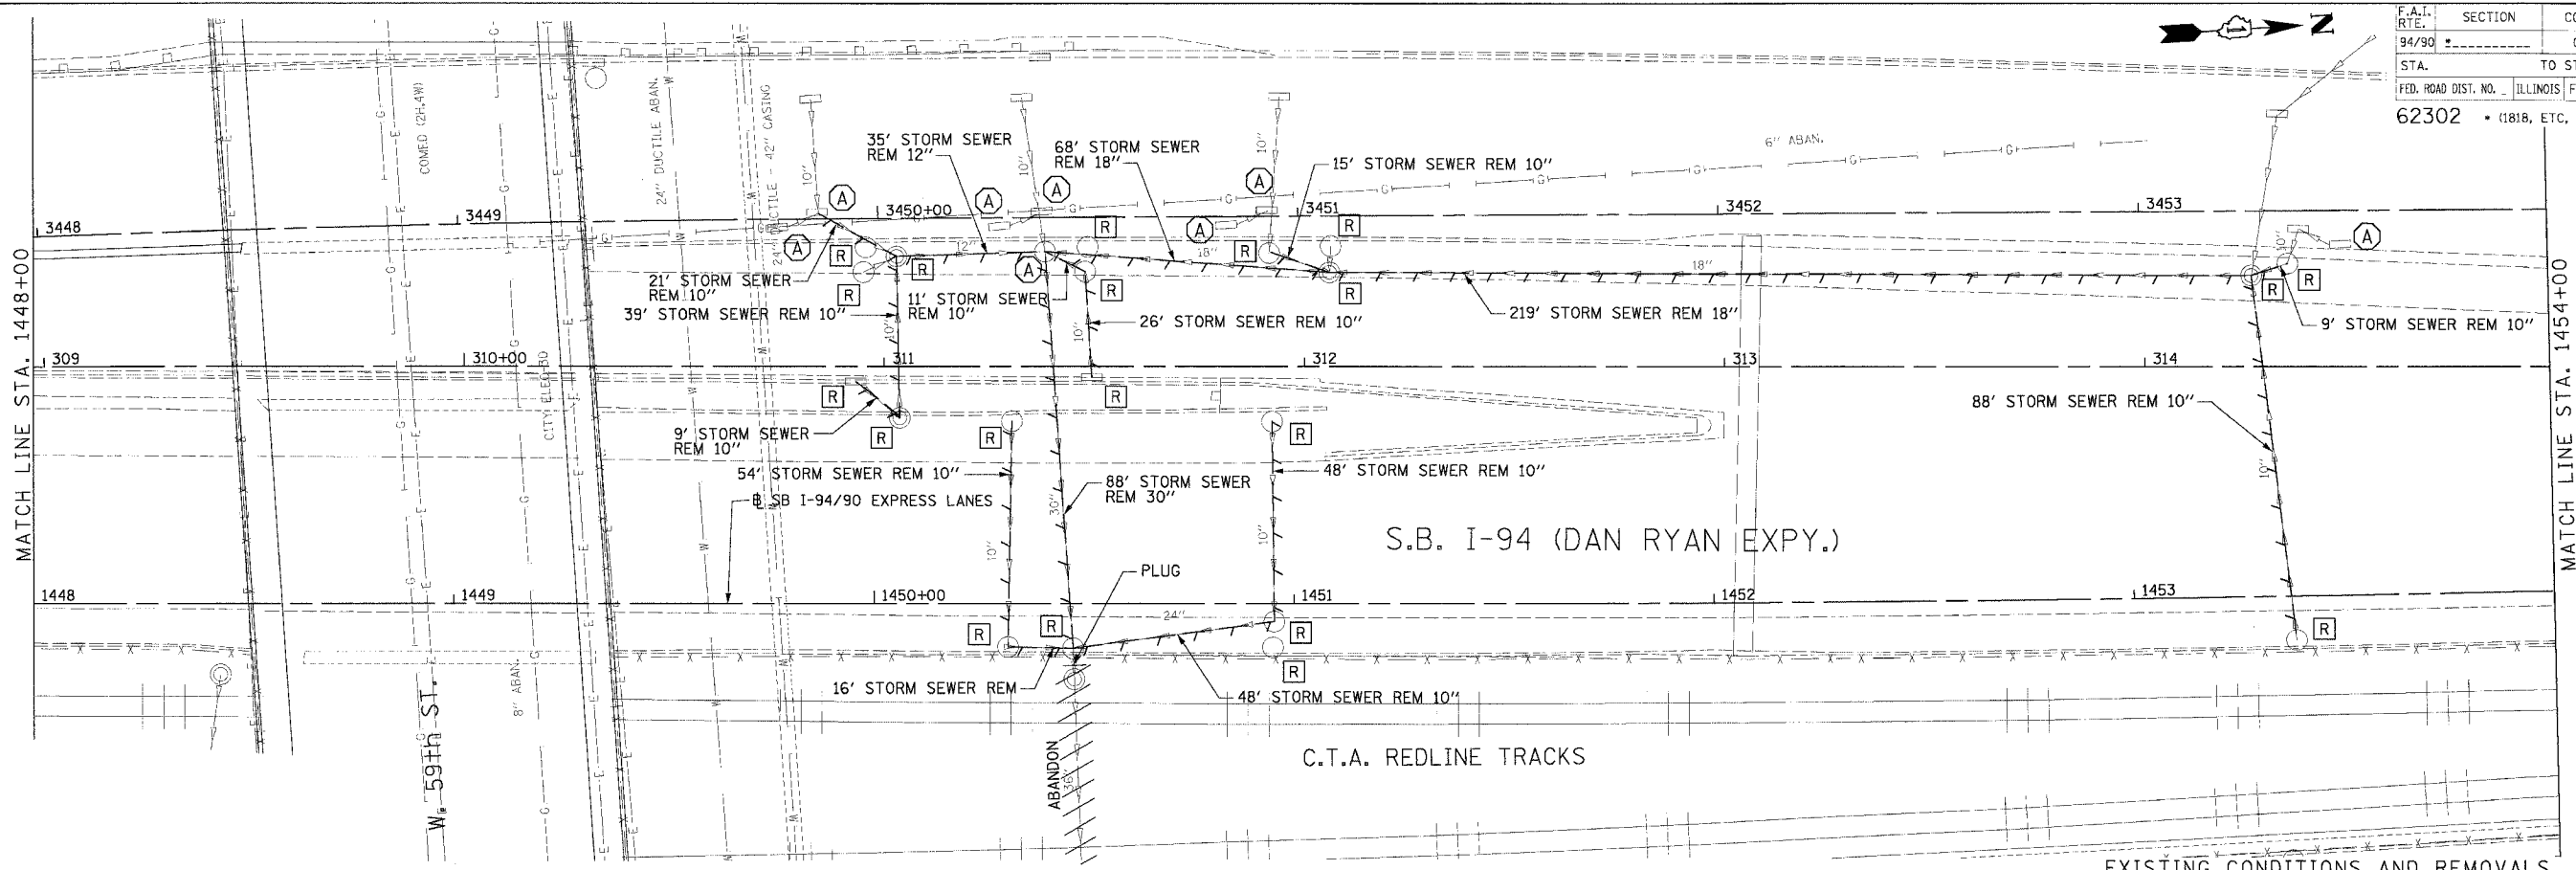 F.A.I. RTE.
SECTION
94/90
*
STA.
TO
FED. ROAD DIST. NO. _
ILLINOIS
62302
* (1818, ETC,
N
MATCH LINE STA. 1448+00
MATCH LINE STA. 1454+00
COMED (2H.4W)
24" DUCTILE ABAN.
42" CASING
CITY ELEC-30
8" ABAN.
6" ABAN.
W. 59th ST.
3448
3449
3450+00
3451
3452
3453
309
310+00
311
312
313
314
1448
1449
1450+00
1451
1452
1453
35' STORM SEWER
REM 12"
68' STORM SEWER
REM 18"
15' STORM SEWER REM 10"
21' STORM SEWER
REM 10"
39' STORM SEWER REM 10"
11' STORM SEWER
REM 10"
26' STORM SEWER REM 10"
219' STORM SEWER REM 18"
9' STORM SEWER REM 10"
88' STORM SEWER REM 10"
9' STORM SEWER
REM 10"
54' STORM SEWER REM 10"
88' STORM SEWER
REM 30"
48' STORM SEWER REM 10"
℄ SB I-94/90 EXPRESS LANES
S.B. I-94 (DAN RYAN EXPY.)
PLUG
24"
16' STORM SEWER REM
48' STORM SEWER REM 10"
ABANDON
36"
C.T.A. REDLINE TRACKS
EXISTING CONDITIONS AND REMOVALS